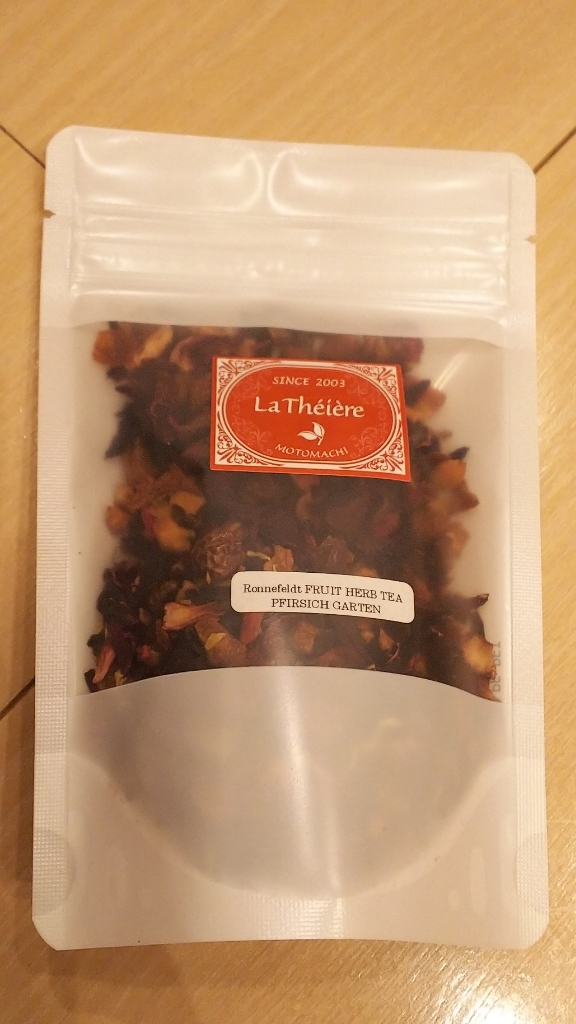 SINCE 2003
La Théière
MOTOMACHI
Ronnefeldt FRUIT HERB TEA
PFIRSICH GARTEN